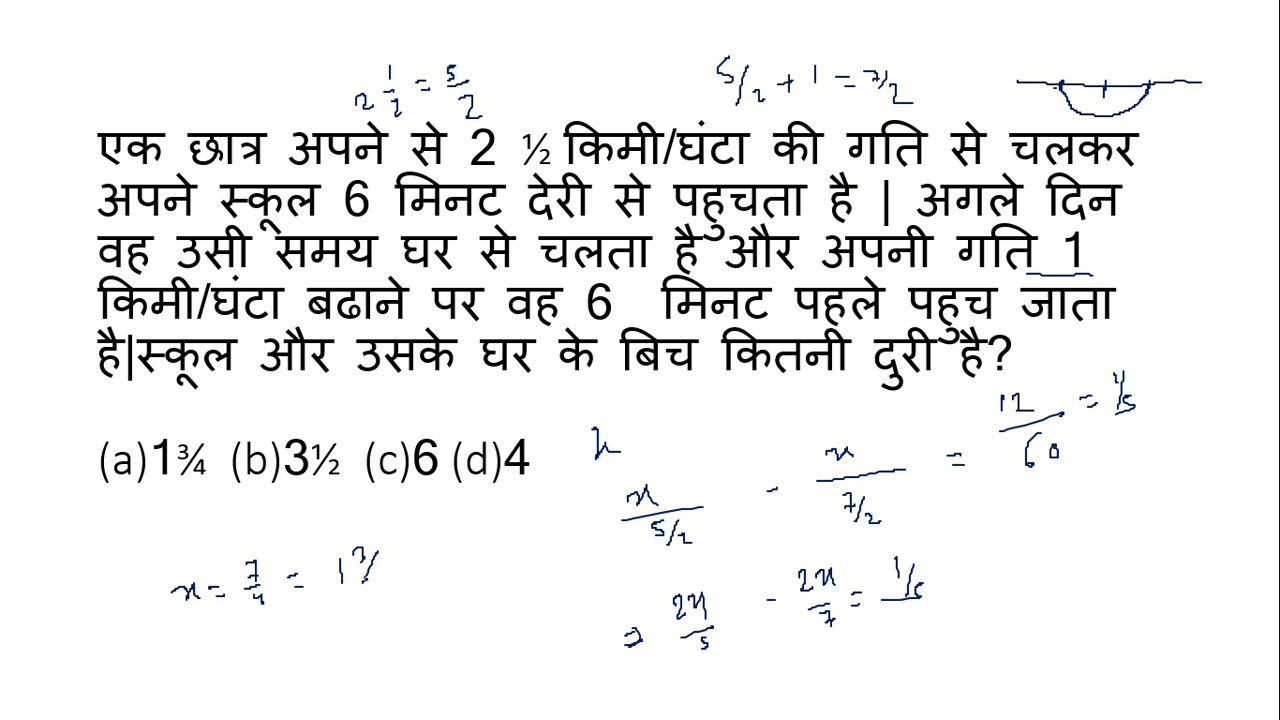 2 1/2 = 5/2
5/2 + 1 = 7/2
एक छात्र अपने से 2 ½ किमी/घंटा की गति से चलकर
अपने स्कूल 6 मिनट देरी से पहुचता है | अगले दिन
वह उसी समय घर से चलता है और अपनी गति 1
किमी/घंटा बढाने पर वह 6 मिनट पहले पहुच जाता
है|स्कूल और उसके घर के बिच कितनी दुरी है?
(a)1¾ (b)3½ (c)6 (d)4
x
x/5/2 - x/7/2 = 12/60 = 1/5
⇒ 2x/5 - 2x/7 = 1/5
x = 7/4 = 1 3/